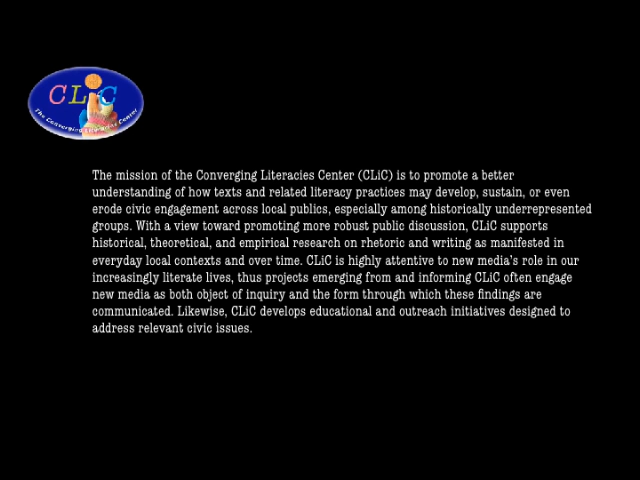 CLiC
The Converging Literacies Center
The mission of the Converging Literacies Center (CLiC) is to promote a better
understanding of how texts and related literacy practices may develop, sustain, or even
erode civic engagement across local publics, especially among historically underrepresented
groups. With a view toward promoting more robust public discussion, CLiC supports
historical, theoretical, and empirical research on rhetoric and writing as manifested in
everyday local contexts and over time. CLiC is highly attentive to new media's role in our
increasingly literate lives, thus projects emerging from and informing CLiC often engage
new media as both object of inquiry and the form through which these findings are
communicated. Likewise, CLiC develops educational and outreach initiatives designed to
address relevant civic issues.